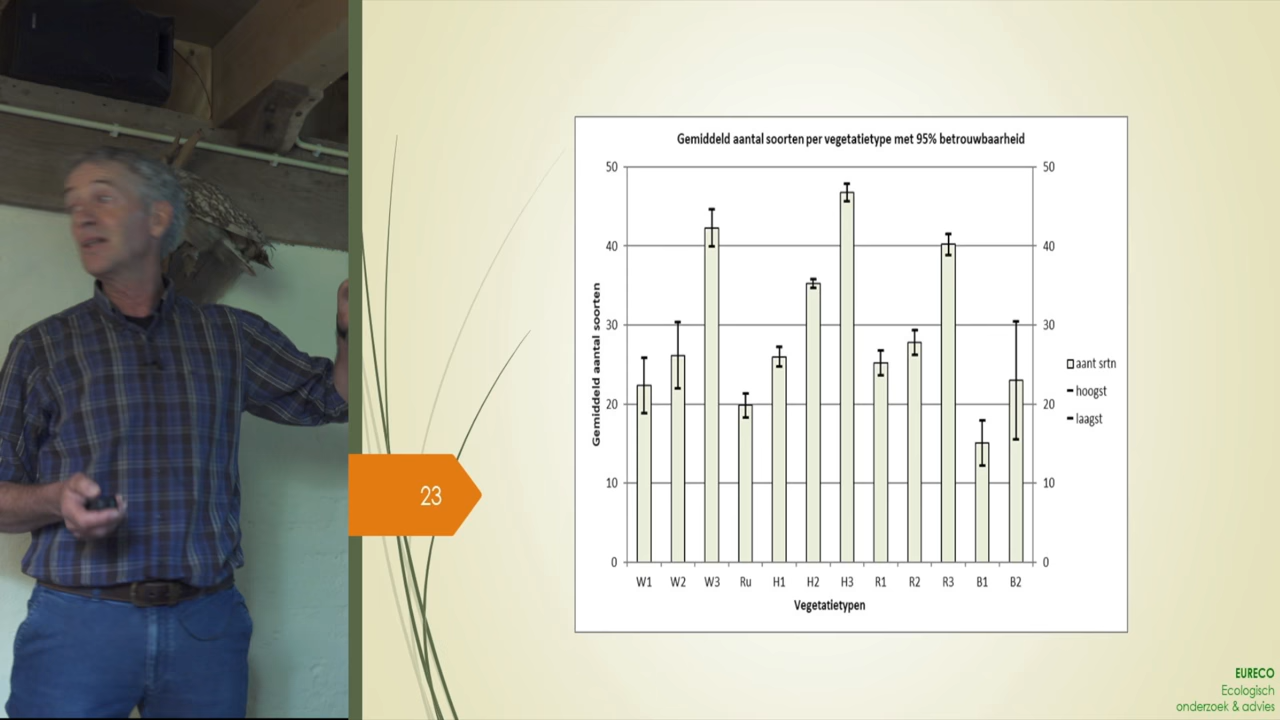 Gemiddeld aantal soorten per vegetatietype met 95% betrouwbaarheid
50
40
30
20
10
0
Gemiddeld aantal soorten
50
40
30
20
10
0
aant srtn
hoogst
laagst
W1 W2 W3 Ru H1 H2 H3 R1 R2 R3 B1 B2
Vegetatietypen
23
EURECO
Ecologisch
onderzoek & advies